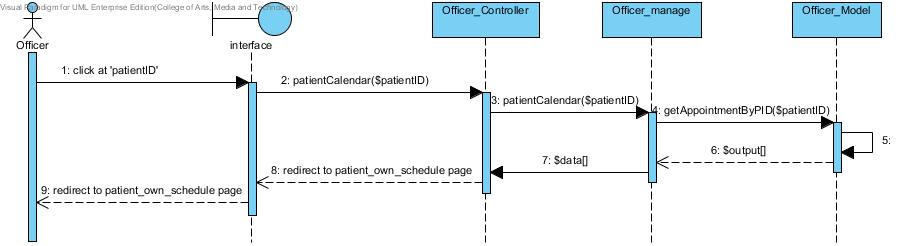 Visual Paradigm for UML Enterprise Edition(College of Arts, Media and Technology)
Officer_Controller
Officer_manage
Officer_Model
Officer
interface
1: click at 'patientID'
2: patientCalendar($patientID)
3: patientCalendar($patientID)
4: getAppointmentByPID($patientID)
5:
6: $output[]
7: $data[]
8: redirect to patient_own_schedule page
9: redirect to patient_own_schedule page